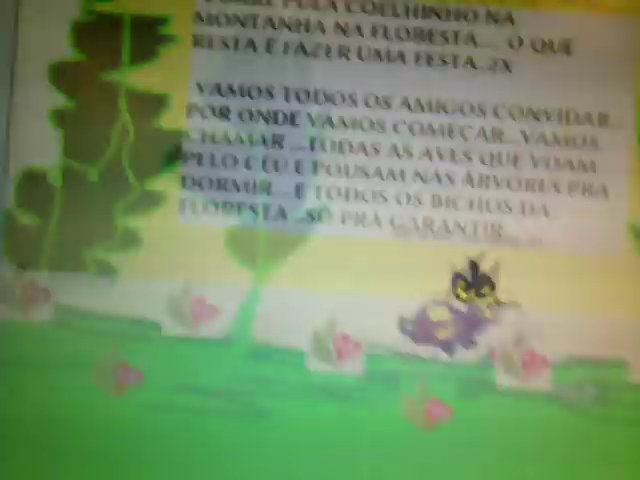 PULA COELHINHO NA
MONTANHA NA FLORESTA... O QUE
RESTA É FAZER UMA FESTA..2X
VAMOS TODOS OS AMIGOS CONVIDAR..
POR ONDE VAMOS COMEÇAR...VAMOS
CHAMAR ...TODAS AS AVES QUE VOAM
PELO CÉU E POUSAM NAS ÁRVORIA PRA
DORMIR... E TODOS OS BICHOS DA
FLORESTA ..SÓ PRA GARANTIR...